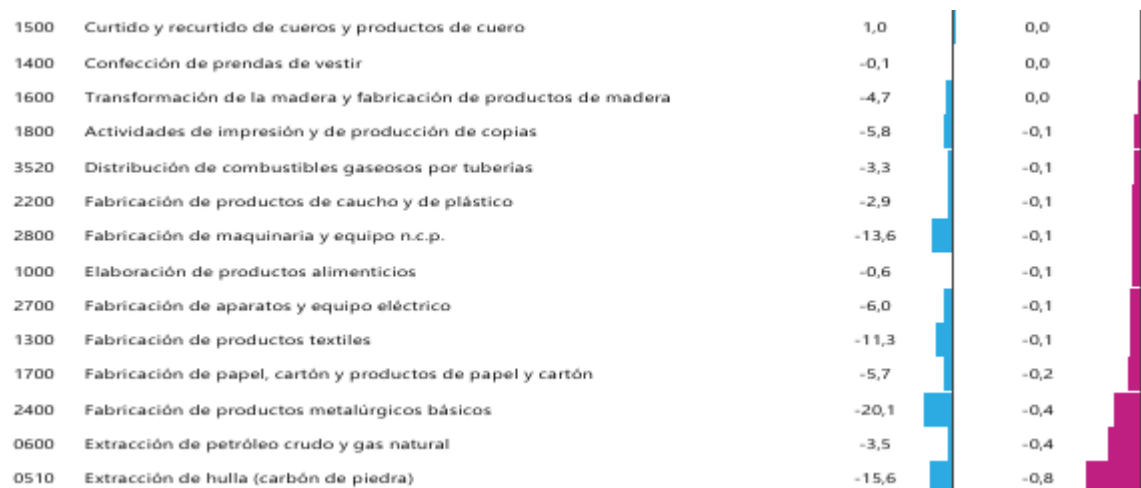 1500 Curtido y recurtido de cueros y productos de cuero 1,0 0,0
1400 Confección de prendas de vestir -0,1 0,0
1600 Transformación de la madera y fabricación de productos de madera -4,7 0,0
1800 Actividades de impresión y de producción de copias -5,8 -0,1
3520 Distribución de combustibles gaseosos por tuberías -3,3 -0,1
2200 Fabricación de productos de caucho y de plástico -2,9 -0,1
2800 Fabricación de maquinaria y equipo n.c.p. -13,6 -0,1
1000 Elaboración de productos alimenticios -0,6 -0,1
2700 Fabricación de aparatos y equipo eléctrico -6,0 -0,1
1300 Fabricación de productos textiles -11,3 -0,1
1700 Fabricación de papel, cartón y productos de papel y cartón -5,7 -0,2
2400 Fabricación de productos metalúrgicos básicos -20,1 -0,4
0600 Extracción de petróleo crudo y gas natural -3,5 -0,4
0510 Extracción de hulla (carbón de piedra) -15,6 -0,8